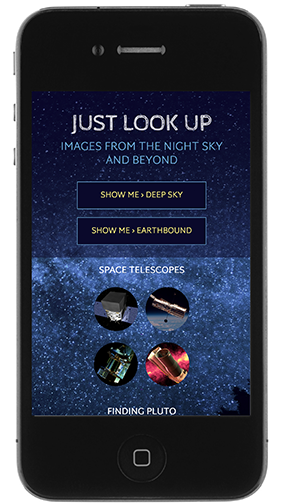 JUST LOOK UP
IMAGES FROM THE NIGHT SKY
AND BEYOND
SHOW ME › DEEP SKY
SHOW ME › EARTHBOUND
SPACE TELESCOPES
FINDING PLUTO